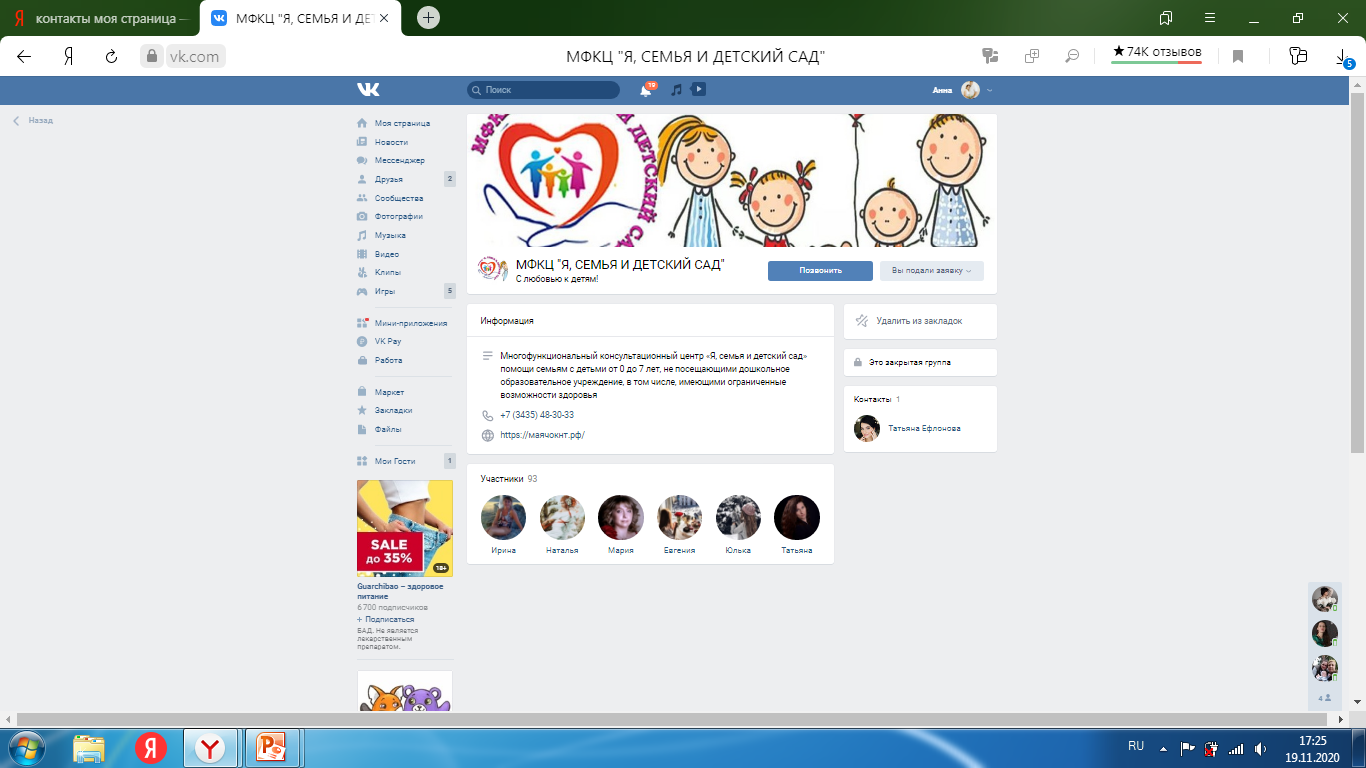 контакты моя страница —
МФКЦ "Я, СЕМЬЯ И ДЕТ
vk.com
МФКЦ "Я, СЕМЬЯ И ДЕТСКИЙ САД"
★ 74K отзывов
5
Поиск
19
Анна
Назад
Моя страница
Новости
Мессенджер
Друзья 2
Сообщества
Фотографии
Музыка
Видео
Клипы
Игры 5
Мини-приложения
VK Pay
Работа
Маркет
Закладки
Файлы
Мои Гости 1
SALE
до 35%
18+
Guarchibao – здоровое
питание
6 700 подписчиков
+ Подписаться
БАД. Не является
лекарственным
препаратом.
И ДЕТСКИЙ САД
МФКЦ "Я, СЕМЬЯ И ДЕТСКИЙ САД"
С любовью к детям!
Позвонить
Вы подали заявку
Информация
Многофункциональный консультационный центр «Я, семья и детский сад»
помощи семьям с детьми от 0 до 7 лет, не посещающими дошкольное
образовательное учреждение, в том числе, имеющими ограниченные
возможности здоровья
+7 (3435) 48-30-33
https://маячокнт.рф/
Участники 93
Ирина Наталья Мария Евгения Юлька Татьяна
Удалить из закладок
Это закрытая группа
Контакты 1
Татьяна Ефлонова
4
RU
17:25
19.11.2020